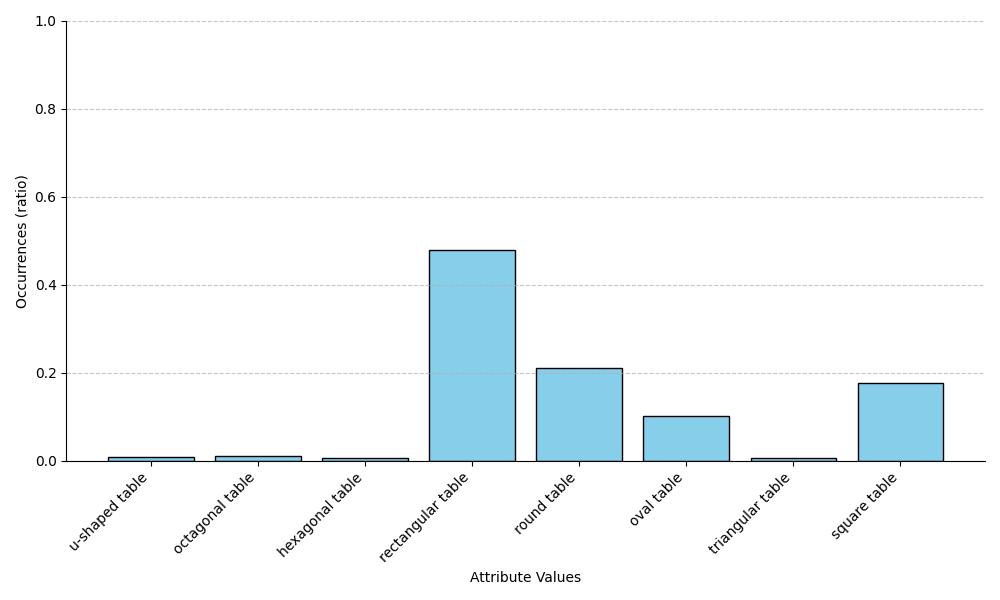 1.0
0.8
0.6
0.4
0.2
0.0
Occurrences (ratio)
u-shaped table
octagonal table
hexagonal table
rectangular table
round table
oval table
triangular table
square table
Attribute Values